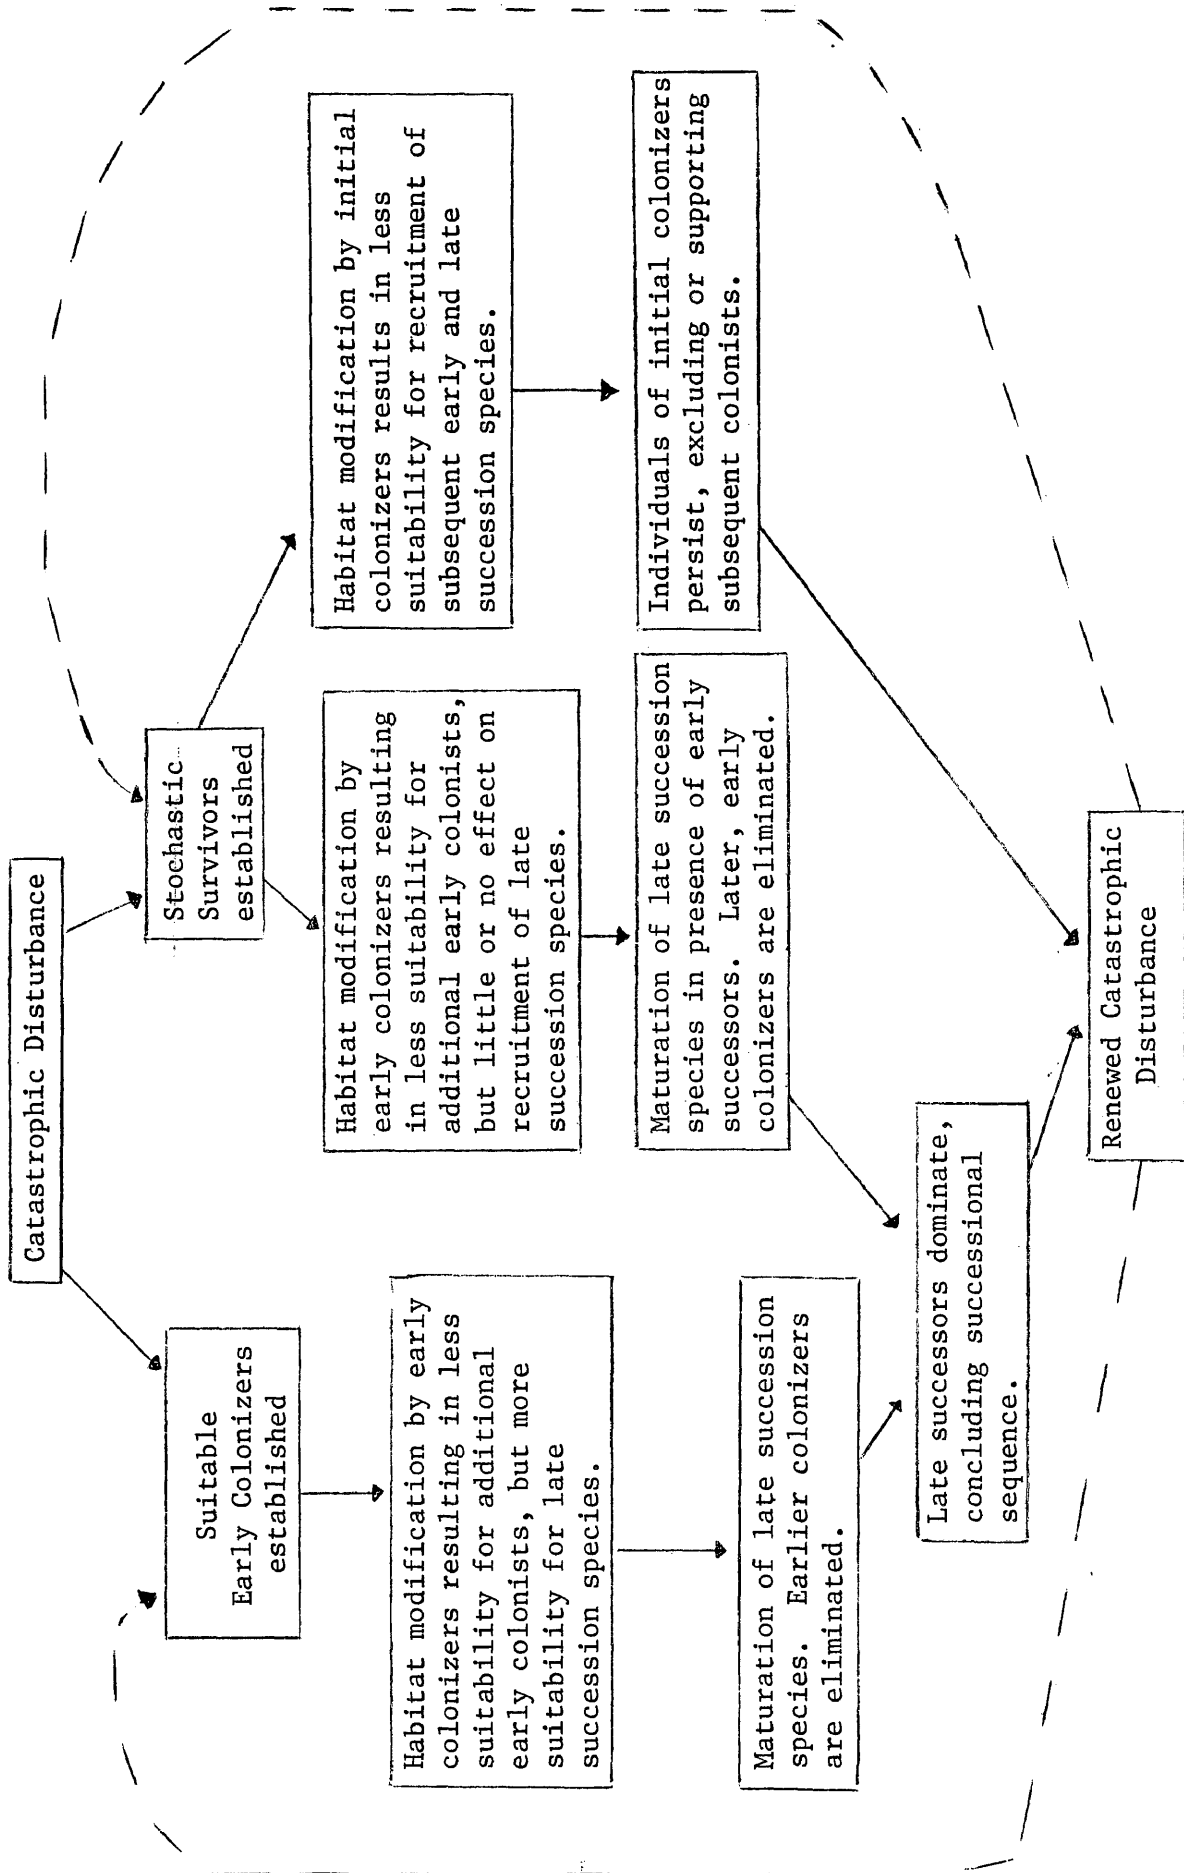 Catastrophic Disturbance
Suitable
Early Colonizers
established
Stochastic
Survivors
established
Habitat modification by early
colonizers resulting in less
suitability for additional
early colonists, but more
suitability for late
succession species.
Habitat modification by
early colonizers resulting
in less suitability for
additional early colonists,
but little or no effect on
recruitment of late
succession species.
Habitat modification by initial
colonizers results in less
suitability for recruitment of
subsequent early and late
succession species.
Maturation of late succession
species. Earlier colonizers
are eliminated.
Maturation of late succession
species in presence of early
successors. Later, early
colonizers are eliminated.
Individuals of initial colonizers
persist, excluding or supporting
subsequent colonists.
Late successors dominate,
concluding successional
sequence.
Renewed Catastrophic
Disturbance